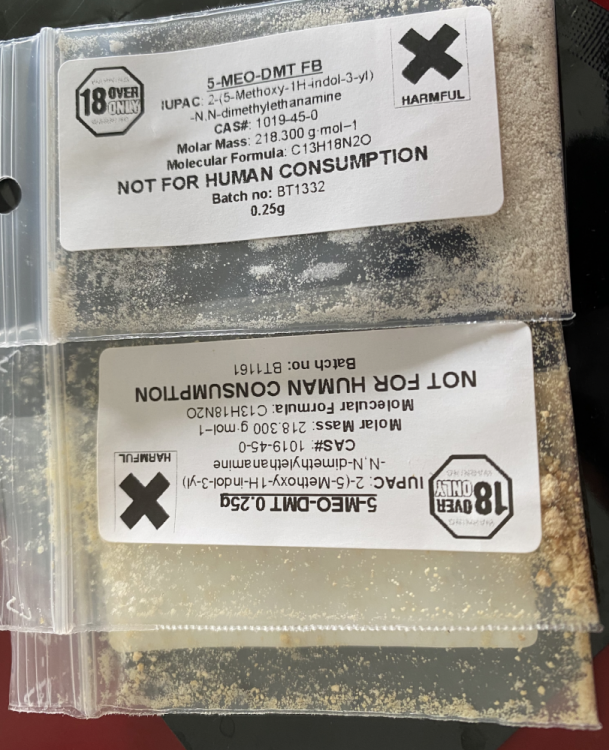 5-MEO-DMT FB
IUPAC: 2-(5-Methoxy-1H-indol-3-yl)
-N,N-dimethylethanamine
CAS#: 1019-45-0
Molar Mass: 218.300 g·mol−1
Molecular Formula: C13H18N2O
NOT FOR HUMAN CONSUMPTION
Batch no: BT1332
0.25g
18 OVER
ONLY
HARMFUL
5-MEO-DMT 0.25g
IUPAC: 2-(5-Methoxy-1H-indol-3-yl)
-N,N-dimethylethanamine
CAS#: 1019-45-0
Molar Mass: 218.300 g·mol−1
Molecular Formula: C13H18N2O
NOT FOR HUMAN CONSUMPTION
Batch no: BT1161
WARNING
18 OVER
ONLY
WARNING
HARMFUL